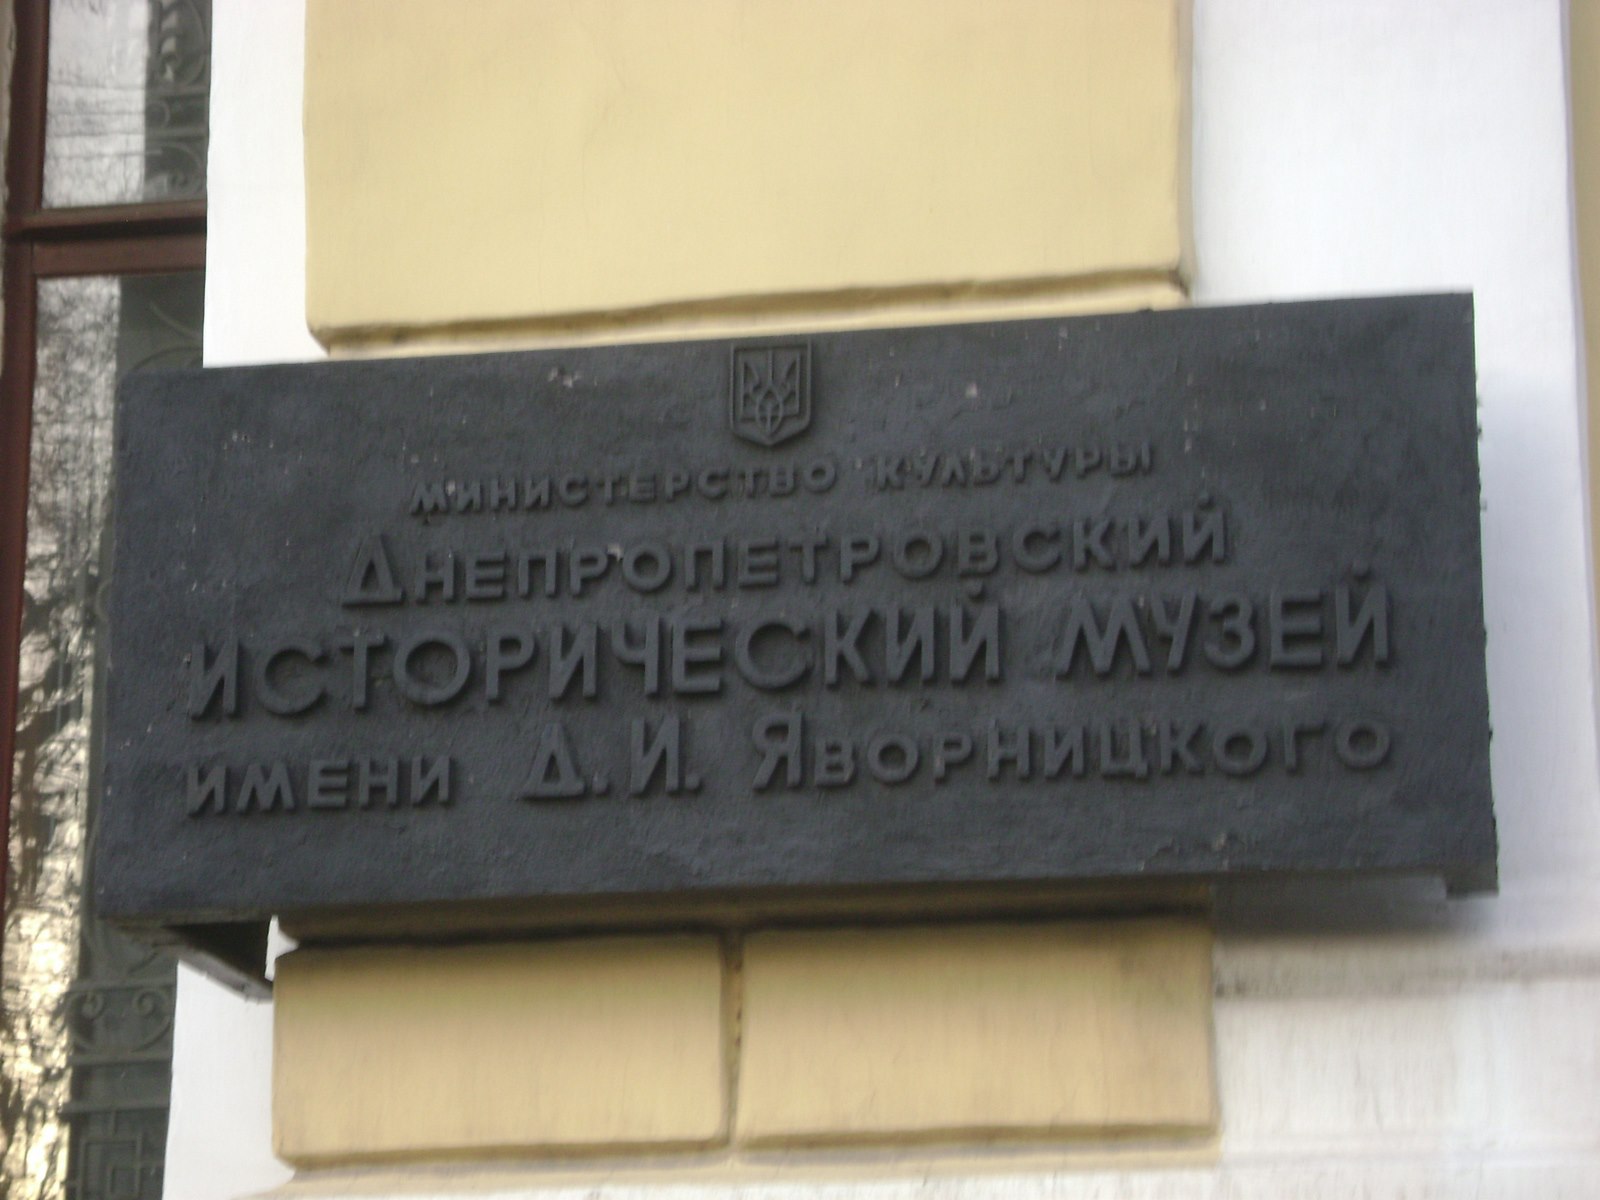 МИНИСТЕРСТВО КУЛЬТУРЫ
ДНЕПРОПЕТРОВСКИЙ
ИСТОРИЧЕСКИЙ МУЗЕЙ
ИМЕНИ Д. И. ЯВОРНИЦКОГО